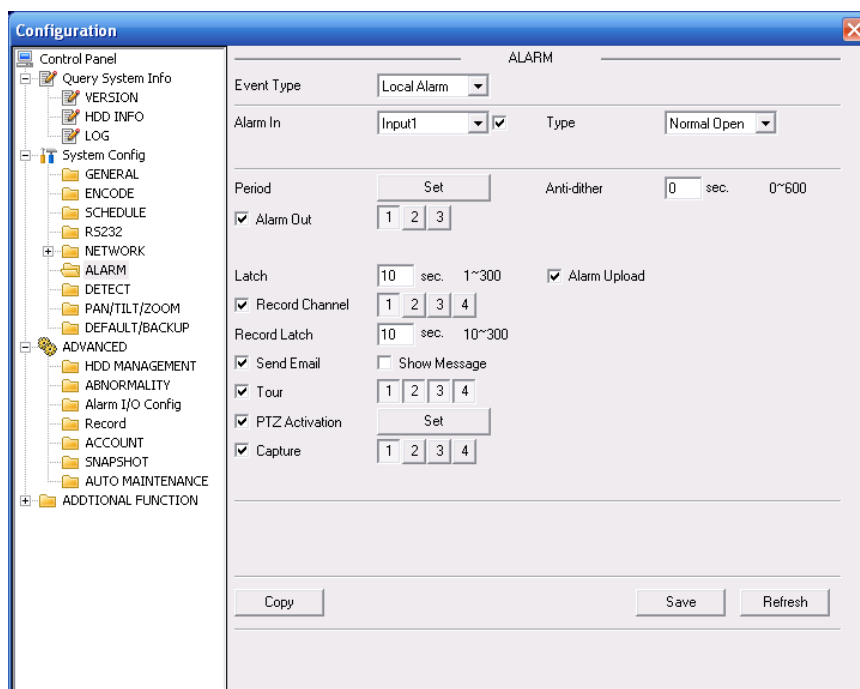 Configuration
Control Panel
Query System Info
VERSION
HDD INFO
LOG
System Config
GENERAL
ENCODE
SCHEDULE
RS232
NETWORK
ALARM
DETECT
PAN/TILT/ZOOM
DEFAULT/BACKUP
ADVANCED
HDD MANAGEMENT
ABNORMALITY
Alarm I/O Config
Record
ACCOUNT
SNAPSHOT
AUTO MAINTENANCE
ADDTIONAL FUNCTION
ALARM
Event Type Local Alarm
Alarm In Input1 Type Normal Open
Period Set Anti-dither 0 sec. 0~600
Alarm Out 1 2 3
Latch 10 sec. 1~300 Alarm Upload
Record Channel 1 2 3 4
Record Latch 10 sec. 10~300
Send Email Show Message
Tour 1 2 3 4
PTZ Activation Set
Capture 1 2 3 4
Copy Save Refresh